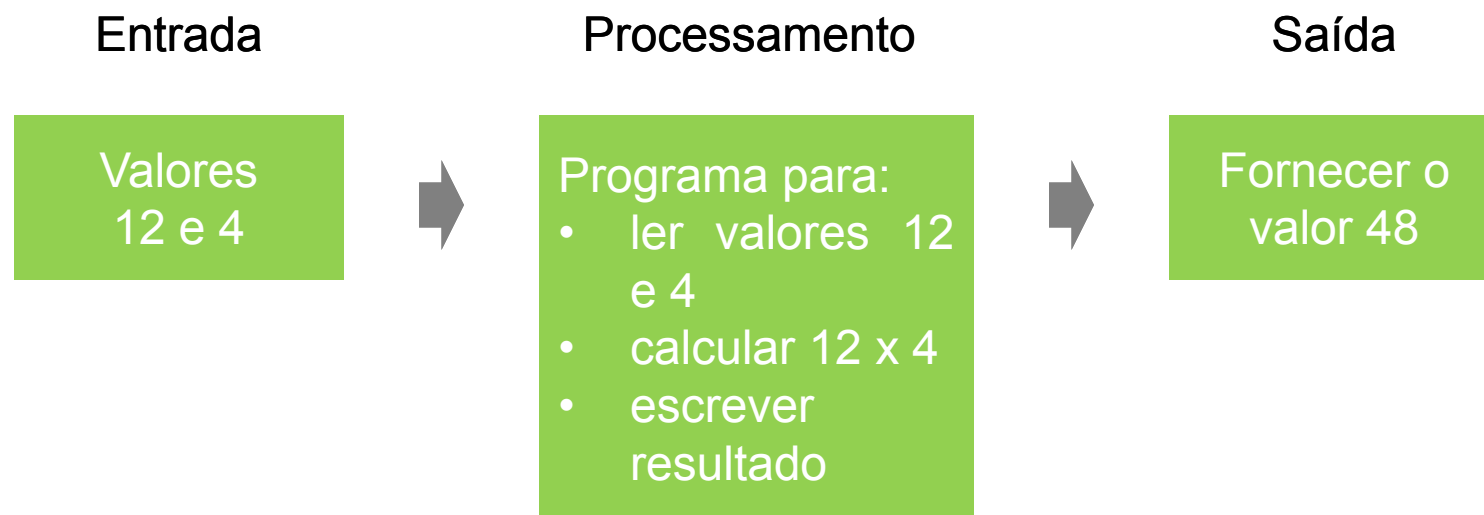 Entrada
Processamento
Saída
Valores
12 e 4
Programa para:
• ler valores 12
e 4
• calcular 12 x 4
• escrever
resultado
Fornecer o
valor 48